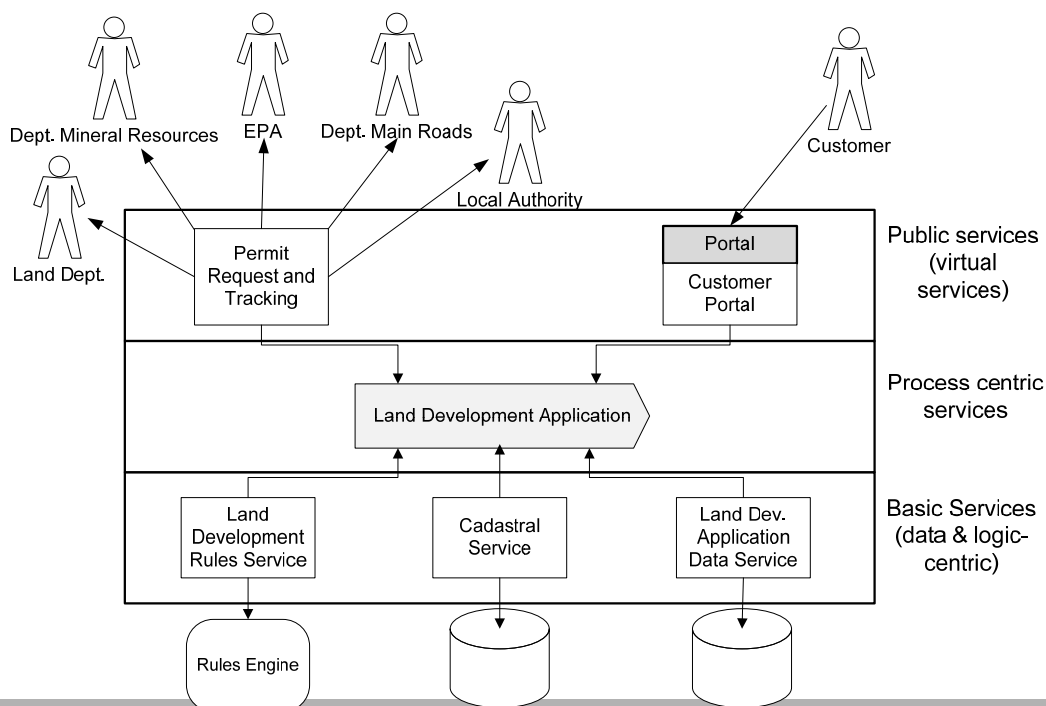 Dept. Mineral Resources
EPA
Dept. Main Roads
Customer
Local Authority
Land Dept.
Permit
Request and
Tracking
Portal
Customer
Portal
Public services
(virtual
services)
Land Development Application
Process centric
services
Land
Development
Rules Service
Cadastral
Service
Land Dev.
Application
Data Service
Basic Services
(data & logic-
centric)
Rules Engine